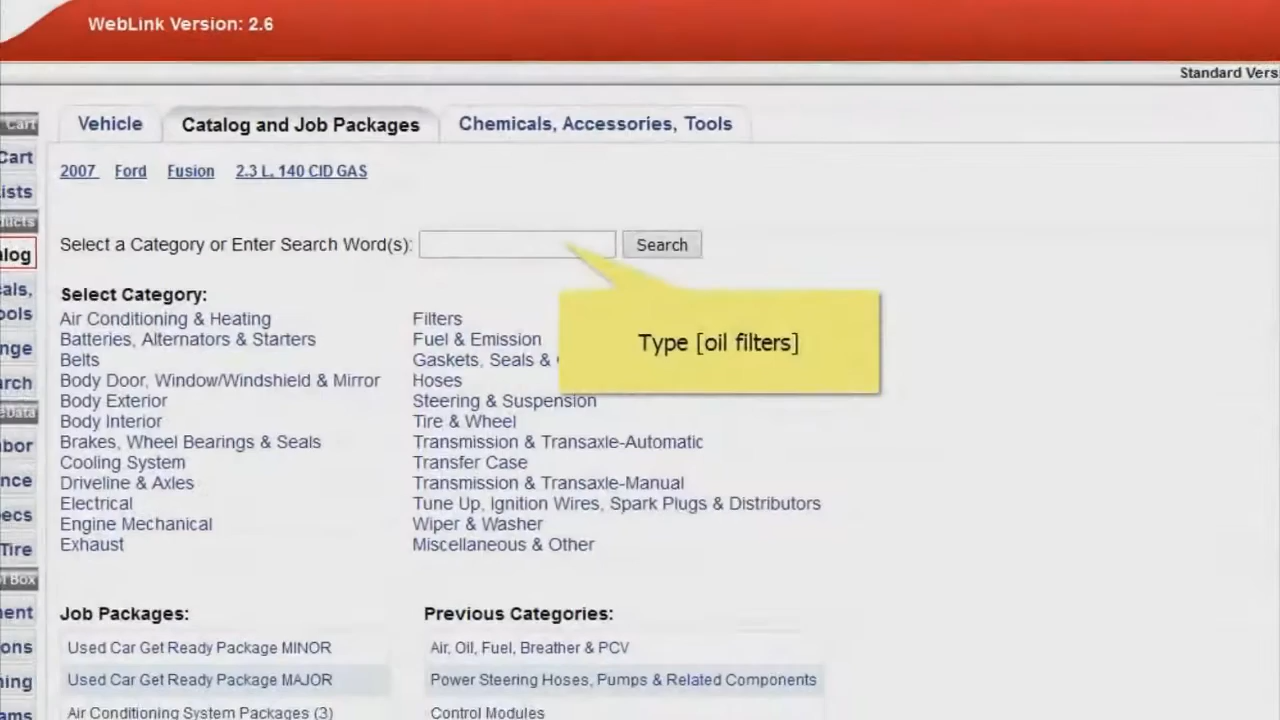 WebLink Version: 2.6
Standard Vers
Cart
Vehicle
Catalog and Job Packages
Chemicals, Accessories, Tools
Cart
ists
2007 Ford Fusion 2.3 L, 140 CID GAS
ducts
alog
Select a Category or Enter Search Word(s):
Search
Type [oil filters]
Select Category:
Air Conditioning & Heating
Batteries, Alternators & Starters
Belts
Body Door, Window/Windshield & Mirror
Body Exterior
Body Interior
Brakes, Wheel Bearings & Seals
Cooling System
Driveline & Axles
Electrical
Engine Mechanical
Exhaust
Filters
Fuel & Emission
Gaskets, Seals &
Hoses
Steering & Suspension
Tire & Wheel
Transmission & Transaxle-Automatic
Transfer Case
Transmission & Transaxle-Manual
Tune Up, Ignition Wires, Spark Plugs & Distributors
Wiper & Washer
Miscellaneous & Other
cals,
ools
nge
arch
eData
abor
nce
ecs
Tire
l Box
ment
ons
ning
ams
Job Packages:
Used Car Get Ready Package MINOR
Used Car Get Ready Package MAJOR
Air Conditioning System Packages (3)
Previous Categories:
Air, Oil, Fuel, Breather & PCV
Power Steering Hoses, Pumps & Related Components
Control Modules